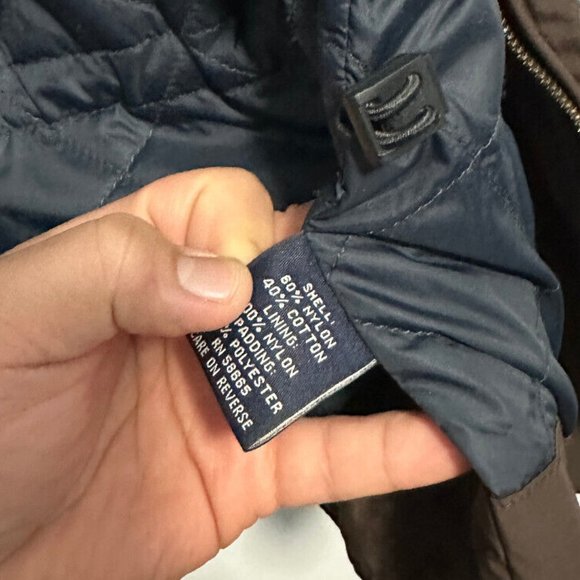 SHELL:
60% NYLON
40% COTTON
LINING:
00% NYLON
PADDING:
% POLYESTER
RN 58665
ARE ON REVERSE